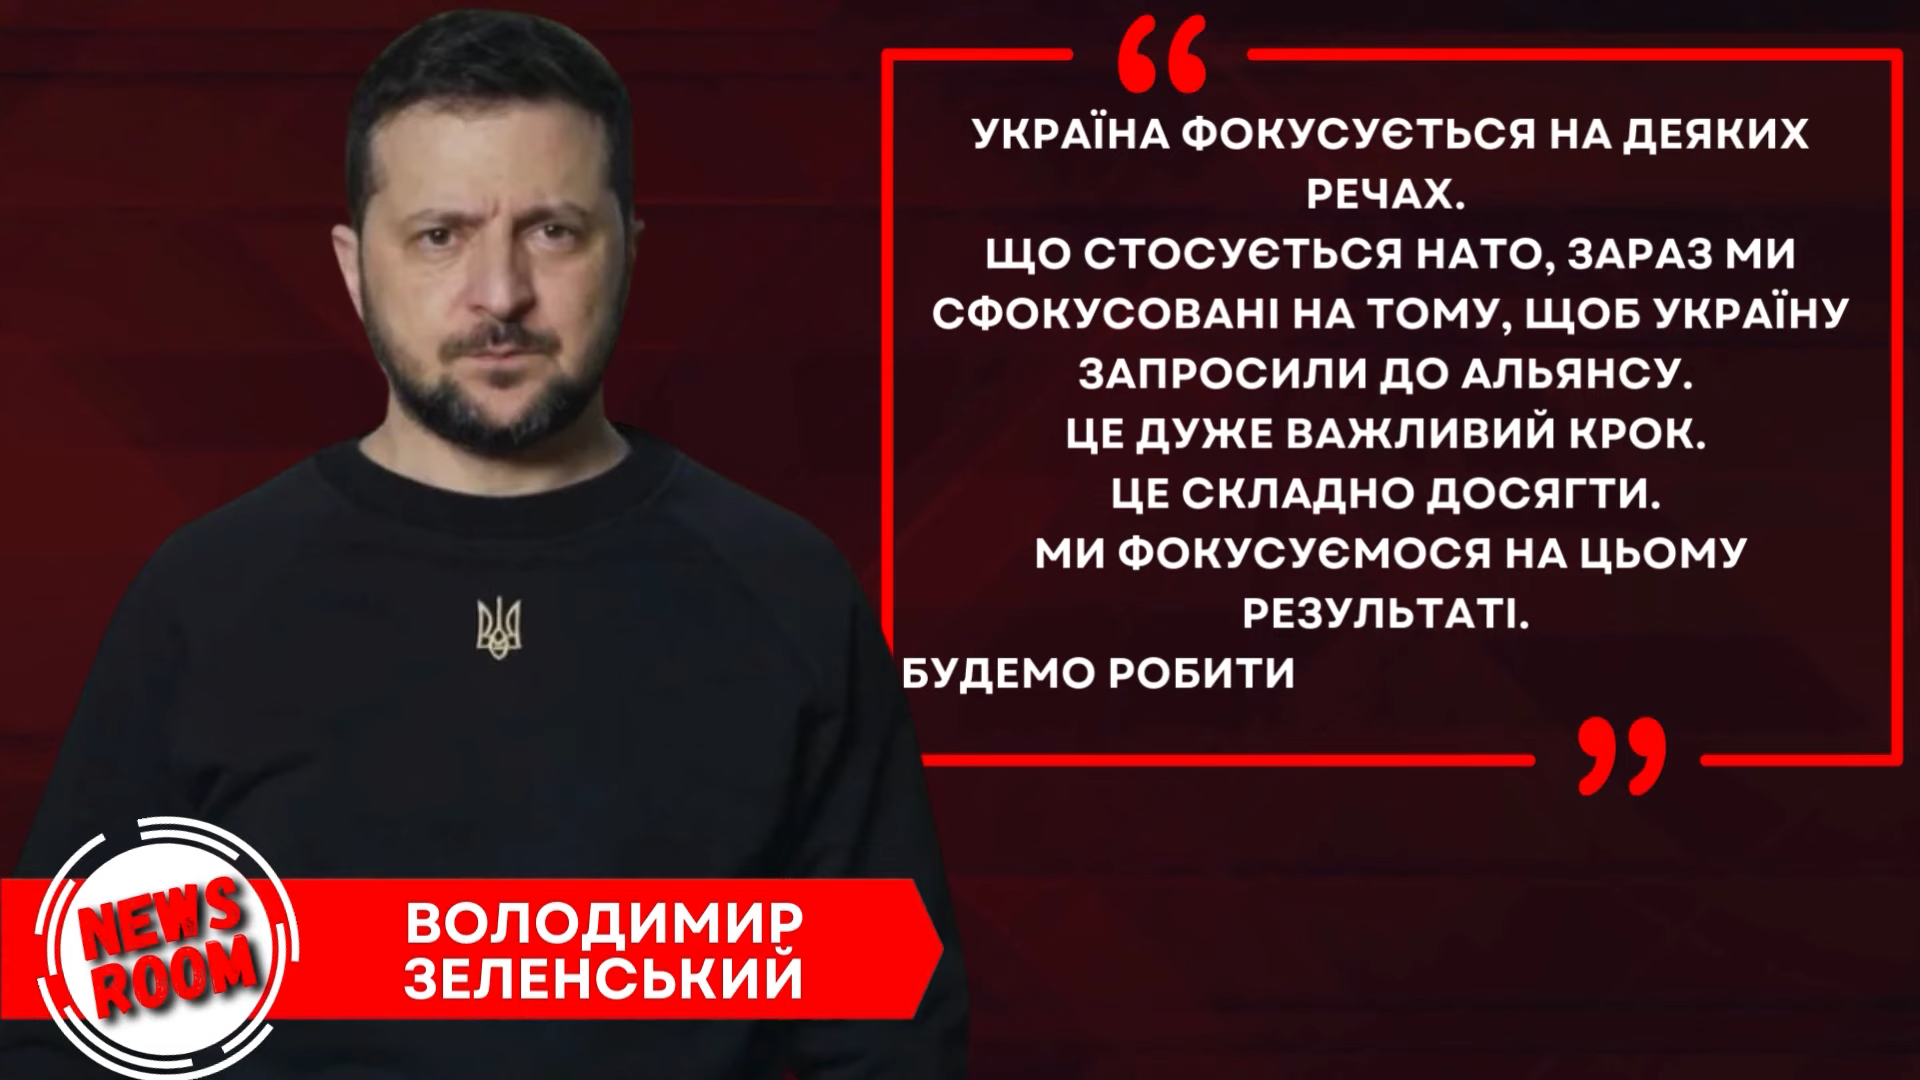 УКРАЇНА ФОКУСУЄТЬСЯ НА ДЕЯКИХ
РЕЧАХ.
ЩО СТОСУЄТЬСЯ НАТО, ЗАРАЗ МИ
СФОКУСОВАНІ НА ТОМУ, ЩОБ УКРАЇНУ
ЗАПРОСИЛИ ДО АЛЬЯНСУ.
ЦЕ ДУЖЕ ВАЖЛИВИЙ КРОК.
ЦЕ СКЛАДНО ДОСЯГТИ.
МИ ФОКУСУЄМОСЯ НА ЦЬОМУ
РЕЗУЛЬТАТІ.
БУДЕМО РОБИТИ
ВОЛОДИМИР
ЗЕЛЕНСЬКИЙ
NEWS
ROOM